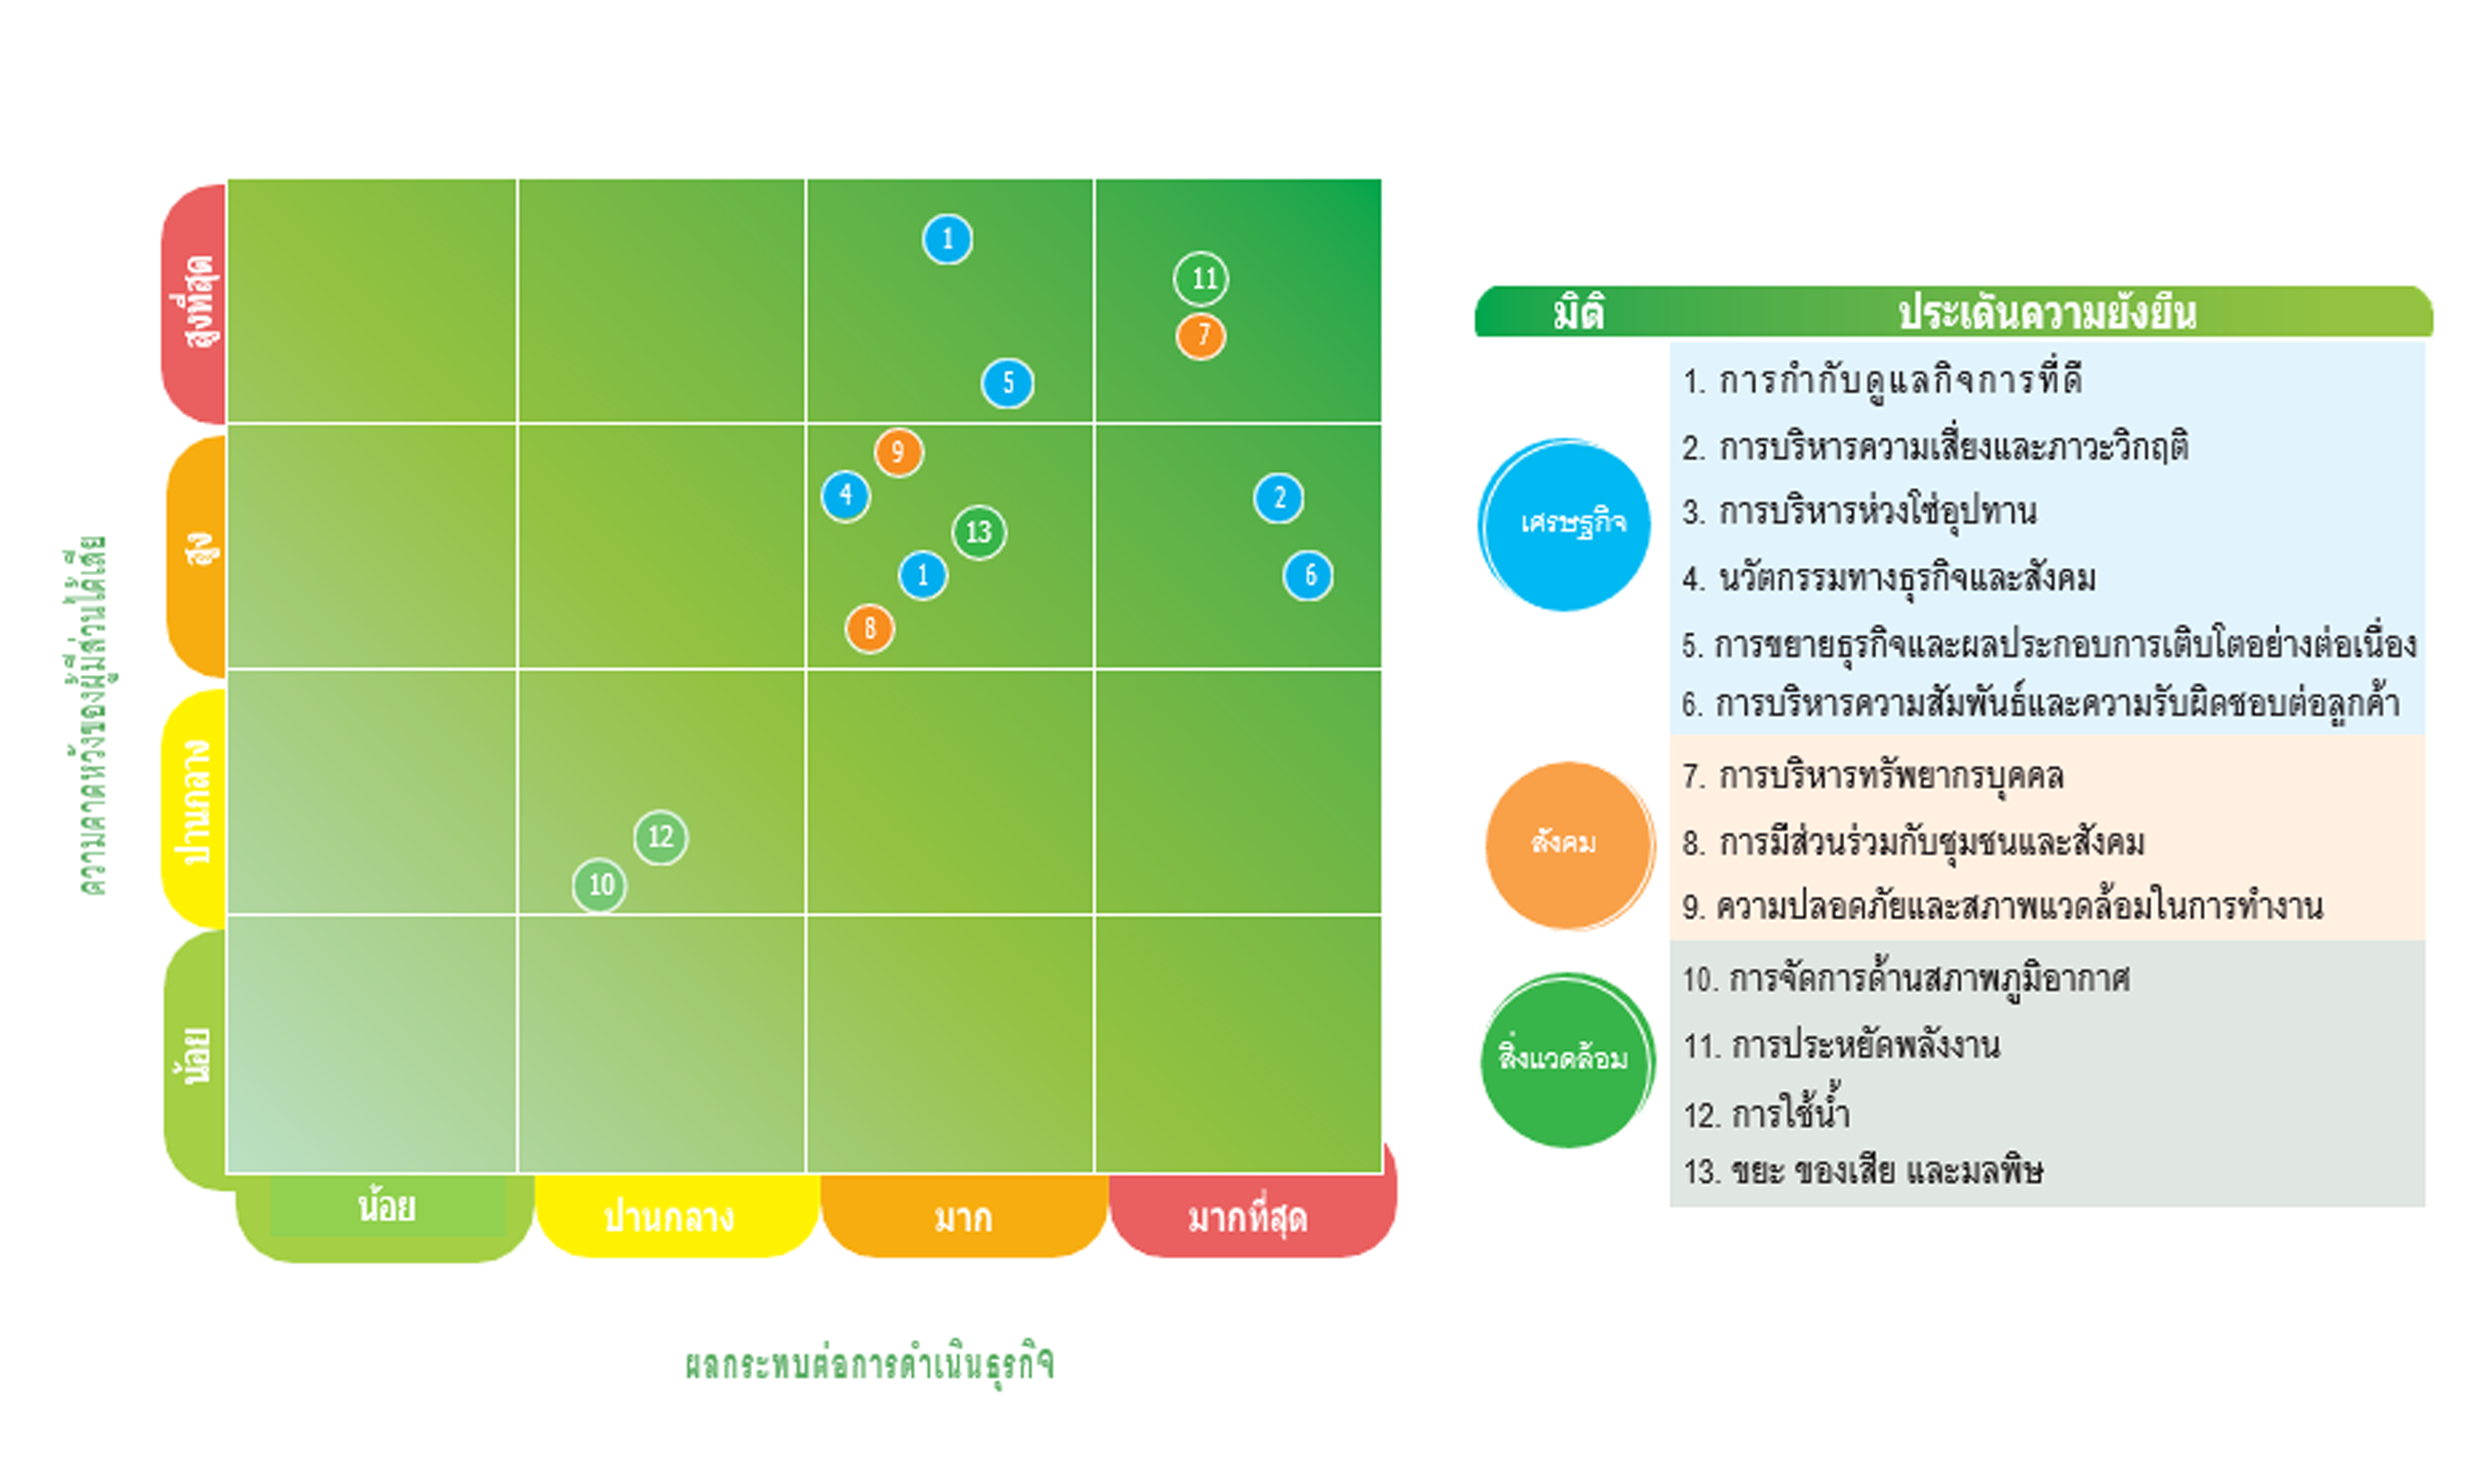 สูงที่สุด
สูง
ปานกลาง
น้อย
ความคาดหวังของผู้มีส่วนได้เสีย
1
11
7
5
9
4
2
13
1
6
8
12
10
น้อย
ปานกลาง
มาก
มากที่สุด
ผลกระทบต่อการดำเนินธุรกิจ
มิติ
ประเด็นความยั่งยืน
เศรษฐกิจ
1. การกำกับดูแลกิจการที่ดี
2. การบริหารความเสี่ยงและภาวะวิกฤติ
3. การบริหารห่วงโซ่อุปทาน
4. นวัตกรรมทางธุรกิจและสังคม
5. การขยายธุรกิจและผลประกอบการเติบโตอย่างต่อเนื่อง
6. การบริหารความสัมพันธ์และความรับผิดชอบต่อลูกค้า
สังคม
7. การบริหารทรัพยากรบุคคล
8. การมีส่วนร่วมกับชุมชนและสังคม
9. ความปลอดภัยและสภาพแวดล้อมในการทำงาน
สิ่งแวดล้อม
10. การจัดการด้านสภาพภูมิอากาศ
11. การประหยัดพลังงาน
12. การใช้น้ำ
13. ขยะ ของเสีย และมลพิษ